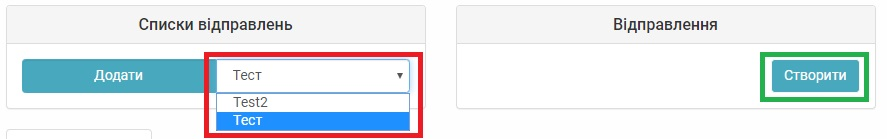 Списки відправлень
Відправлення
Додати
Тест
Створити
Test2
Тест